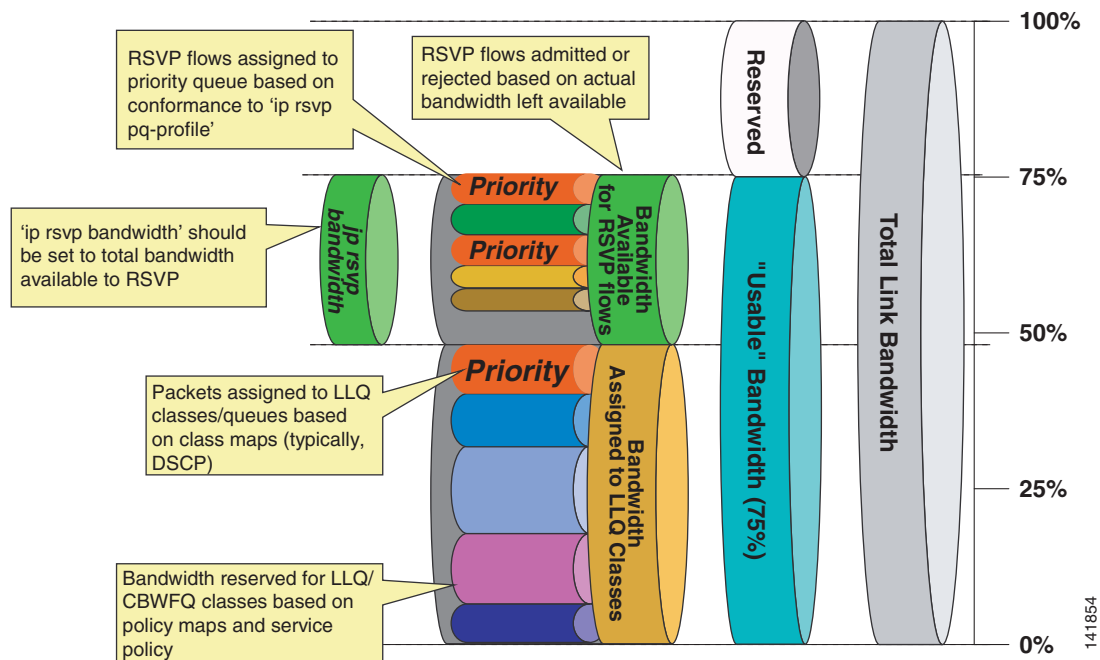 RSVP flows assigned to
priority queue based on
conformance to 'ip rsvp
pq-profile'
RSVP flows admitted or
rejected based on actual
bandwidth left available
'ip rsvp bandwidth' should
be set to total bandwidth
available to RSVP
Packets assigned to LLQ
classes/queues based
on class maps (typically,
DSCP)
Bandwidth reserved for LLQ/
CBWFQ classes based on
policy maps and service
policy
ip rsvp
bandwidth
Priority
Priority
Priority
Bandwidth
Available
for RSVP flows
Bandwidth
Assigned to LLQ Classes
Reserved
"Usable" Bandwidth (75%)
Total Link Bandwidth
100%
75%
50%
25%
0%
141854